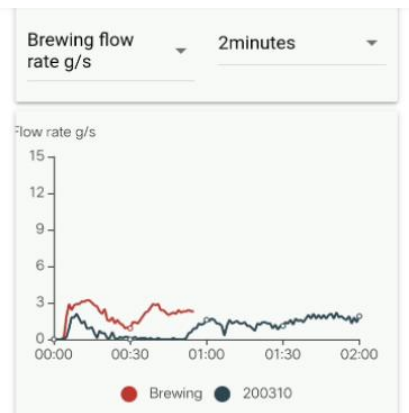 Brewing flow
rate g/s
2minutes
Flow rate g/s
15
12
9
6
3
0
00:00 00:30 01:00 01:30 02:00
Brewing 200310